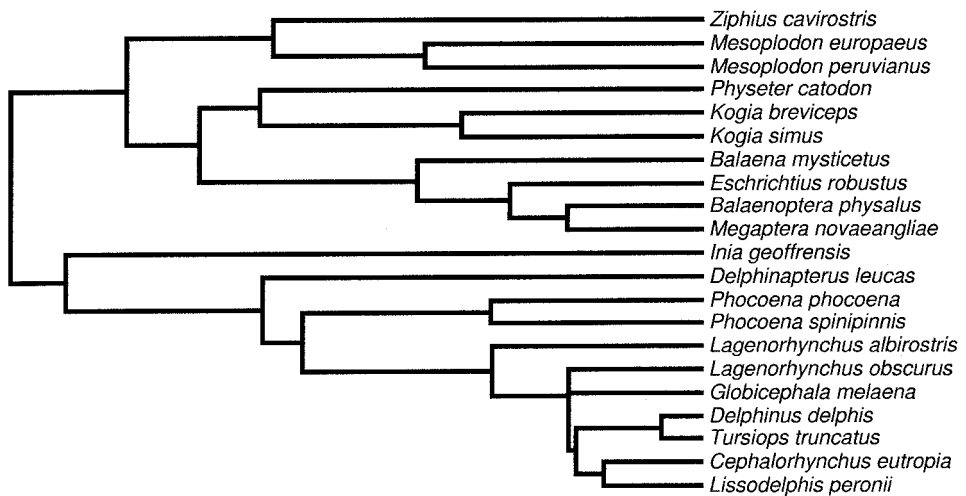 Ziphius cavirostris
Mesoplodon europaeus
Mesoplodon peruvianus
Physeter catodon
Kogia breviceps
Kogia simus
Balaena mysticetus
Eschrichtius robustus
Balaenoptera physalus
Megaptera novaeangliae
Inia geoffrensis
Delphinapterus leucas
Phocoena phocoena
Phocoena spinipinnis
Lagenorhynchus albirostris
Lagenorhynchus obscurus
Globicephala melaena
Delphinus delphis
Tursiops truncatus
Cephalorhynchus eutropia
Lissodelphis peronii